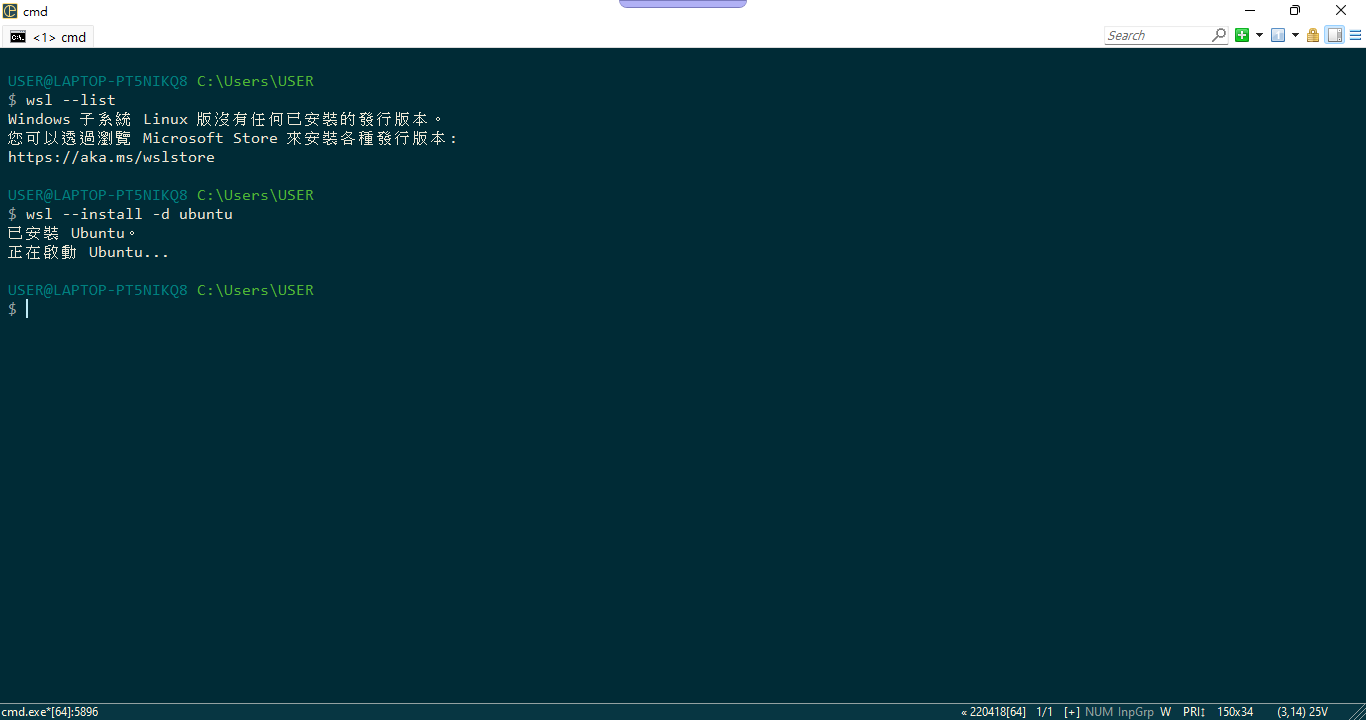 cmd
<1> cmd
Search
USER@LAPTOP-PT5NIKQ8 C:\Users\USER
$ wsl --list
Windows 子系統 Linux 版沒有任何已安裝的發行版本。
您可以透過瀏覽 Microsoft Store 來安裝各種發行版本:
https://aka.ms/wslstore
USER@LAPTOP-PT5NIKQ8 C:\Users\USER
$ wsl --install -d ubuntu
已安裝 Ubuntu。
正在啟動 Ubuntu...
USER@LAPTOP-PT5NIKQ8 C:\Users\USER
$
cmd.exe*[64]:5896 « 220418[64] 1/1 [+] NUM InpGrp W PRI↕ 150x34 (3,14) 25V